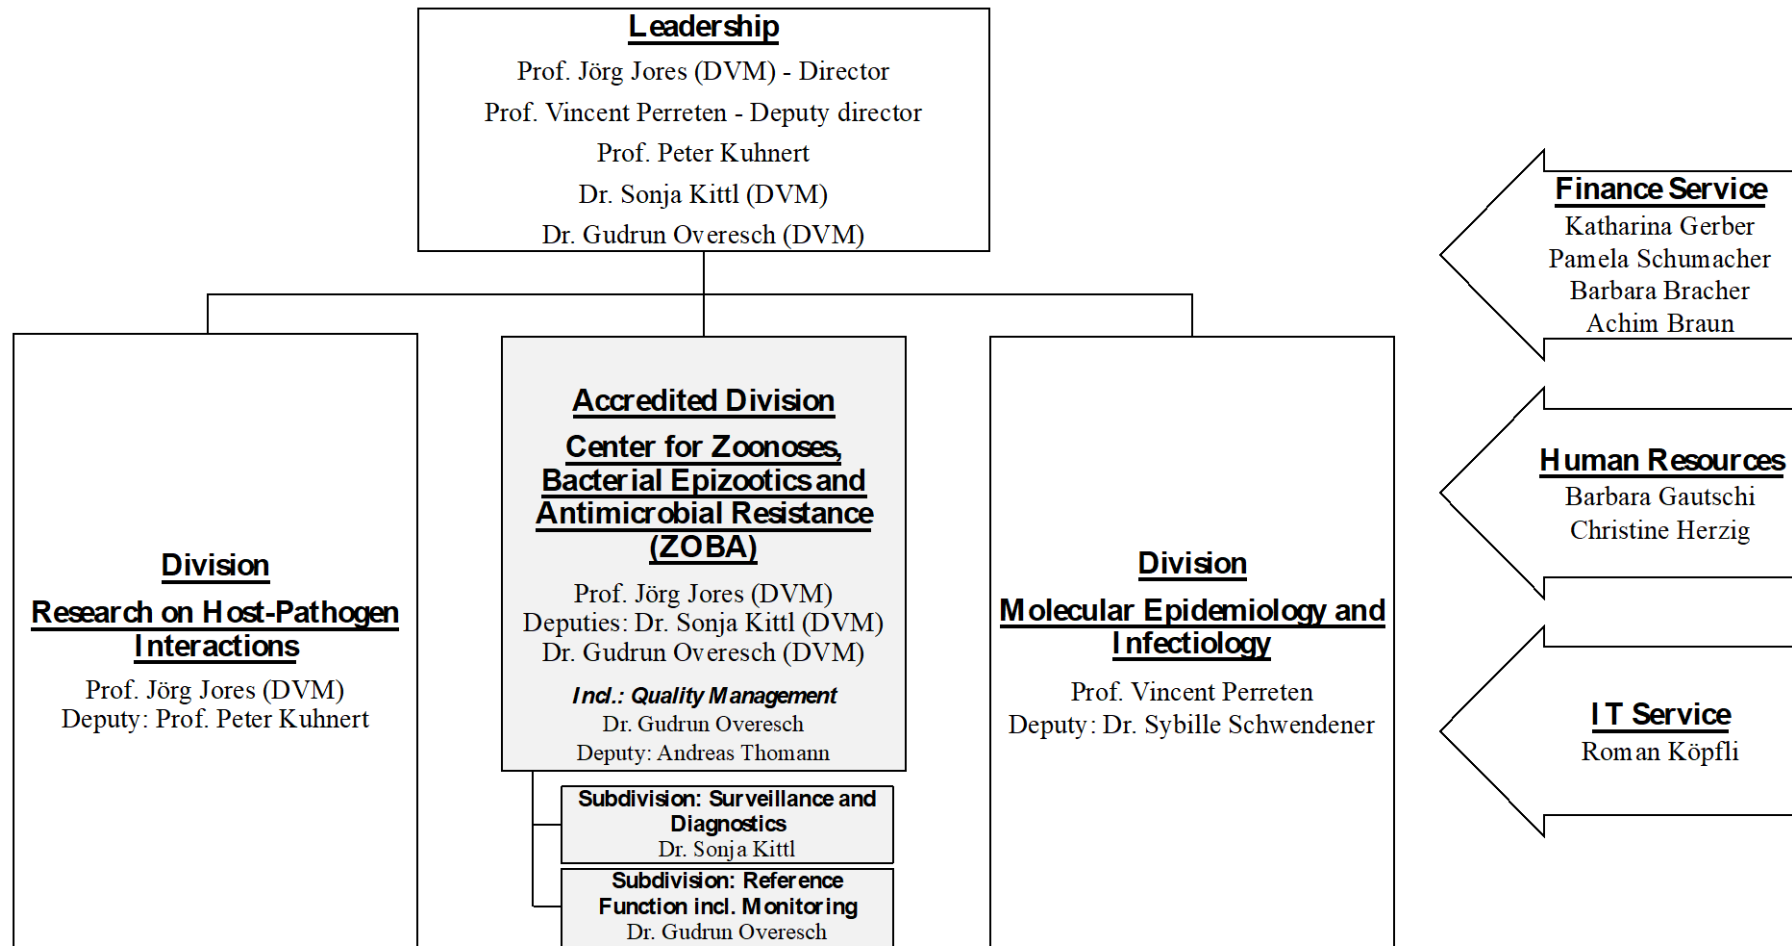 Leadership
Prof. Jörg Jores (DVM) - Director
Prof. Vincent Perreten - Deputy director
Prof. Peter Kuhnert
Dr. Sonja Kittl (DVM)
Dr. Gudrun Overesch (DVM)
Division
Research on Host-Pathogen
Interactions
Prof. Jörg Jores (DVM)
Deputy: Prof. Peter Kuhnert
Accredited Division
Center for Zoonoses,
Bacterial Epizootics and
Antimicrobial Resistance
(ZOBA)
Prof. Jörg Jores (DVM)
Deputies: Dr. Sonja Kittl (DVM)
Dr. Gudrun Overesch (DVM)
Incl.: Quality Management
Dr. Gudrun Overesch
Deputy: Andreas Thomann
Subdivision: Surveillance and
Diagnostics
Dr. Sonja Kittl
Subdivision: Reference
Function incl. Monitoring
Dr. Gudrun Overesch
Division
Molecular Epidemiology and
Infectiology
Prof. Vincent Perreten
Deputy: Dr. Sybille Schwendener
Finance Service
Katharina Gerber
Pamela Schumacher
Barbara Bracher
Achim Braun
Human Resources
Barbara Gautschi
Christine Herzig
IT Service
Roman Köpfli